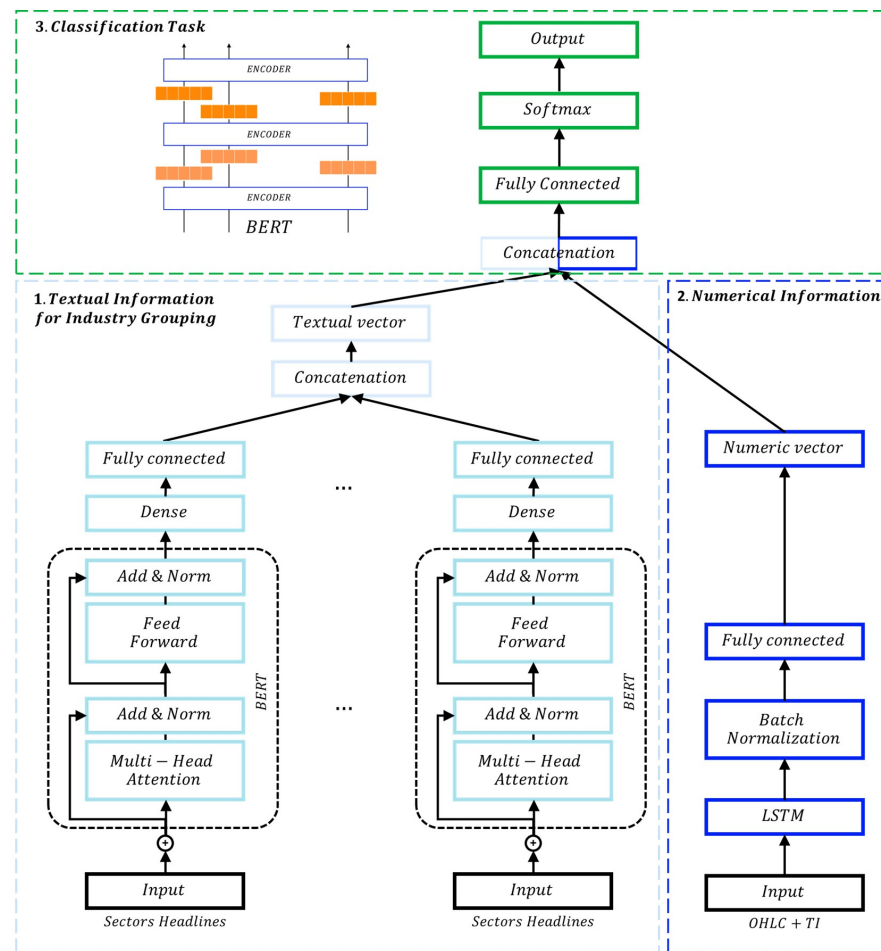 3. Classification Task
ENCODER
ENCODER
ENCODER
BERT
Output
Softmax
Fully Connected
Concatenation
1. Textual Information
for Industry Grouping
Textual vector
Concatenation
Fully connected
Dense
Add & Norm
Feed
Forward
Add & Norm
Multi − Head
Attention
BERT
+
Input
Sectors Headlines
...
...
Fully connected
Dense
Add & Norm
Feed
Forward
Add & Norm
Multi − Head
Attention
BERT
+
Input
Sectors Headlines
2. Numerical Information
Numeric vector
Fully connected
Batch
Normalization
LSTM
Input
OHLC + TI